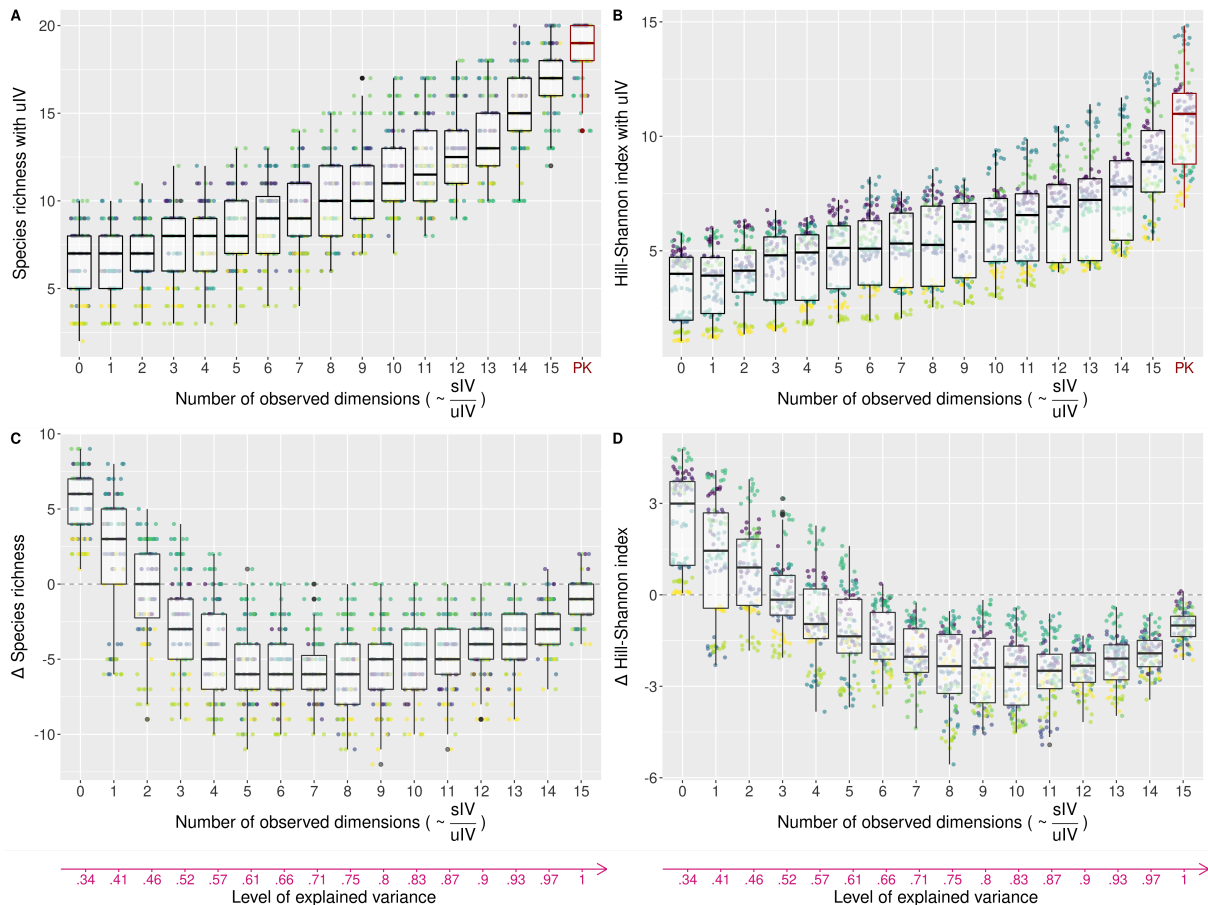 A
Species richness with uIV
20
15
10
5
0 1 2 3 4 5 6 7 8 9 10 11 12 13 14 15 PK
Number of observed dimensions ( ~ sIV/uIV )
B
Hill-Shannon index with uIV
15
10
5
0 1 2 3 4 5 6 7 8 9 10 11 12 13 14 15 PK
Number of observed dimensions ( ~ sIV/uIV )
C
Δ Species richness
10
5
0
-5
-10
0 1 2 3 4 5 6 7 8 9 10 11 12 13 14 15
Number of observed dimensions ( ~ sIV/uIV )
D
Δ Hill-Shannon index
3
0
-3
-6
0 1 2 3 4 5 6 7 8 9 10 11 12 13 14 15
Number of observed dimensions ( ~ sIV/uIV )
.34 .41 .46 .52 .57 .61 .66 .71 .75 .8 .83 .87 .9 .93 .97 1
Level of explained variance
.34 .41 .46 .52 .57 .61 .66 .71 .75 .8 .83 .87 .9 .93 .97 1
Level of explained variance